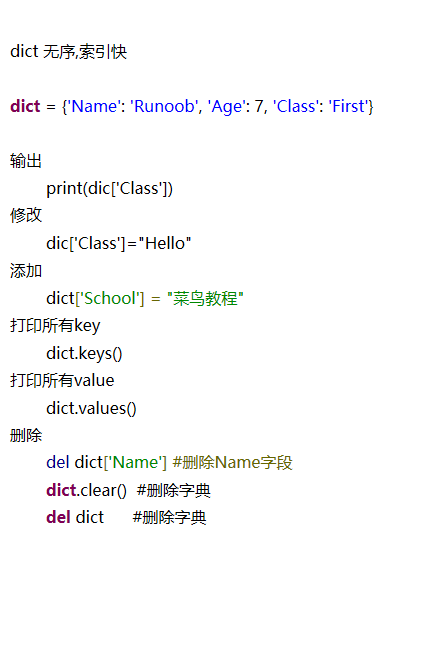 dict 无序,索引快
dict = {'Name': 'Runoob', 'Age': 7, 'Class': 'First'}
输出
print(dic['Class'])
修改
dic['Class']="Hello"
添加
dict['School'] = "菜鸟教程"
打印所有key
dict.keys()
打印所有value
dict.values()
删除
del dict['Name'] #删除Name字段
dict.clear()  #删除字典
del dict      #删除字典